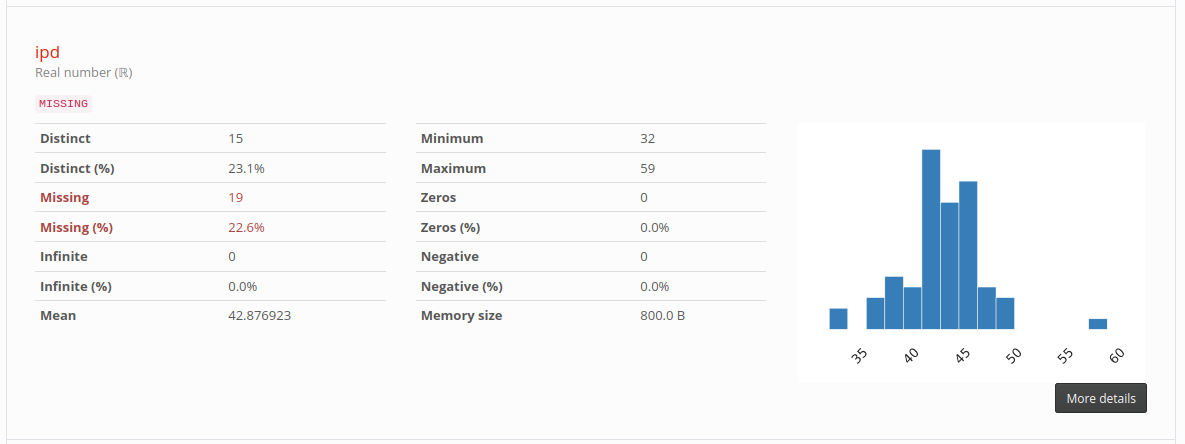 ipd
Real number (ℝ)
MISSING
Distinct 15
Distinct (%) 23.1%
Missing 19
Missing (%) 22.6%
Infinite 0
Infinite (%) 0.0%
Mean 42.876923
Minimum 32
Maximum 59
Zeros 0
Zeros (%) 0.0%
Negative 0
Negative (%) 0.0%
Memory size 800.0 B
35 40 45 50 55 60
More details